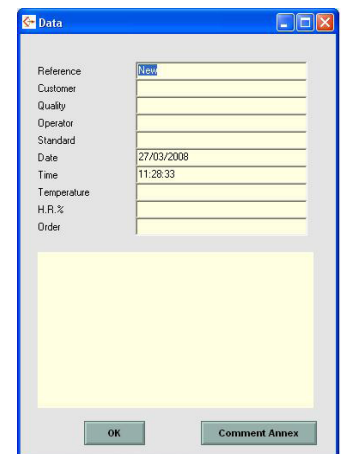 Data
Reference New
Customer
Quality
Operator
Standard
Date 27/03/2008
Time 11:28:33
Temperature
H.R.%
Order
OK Comment Annex